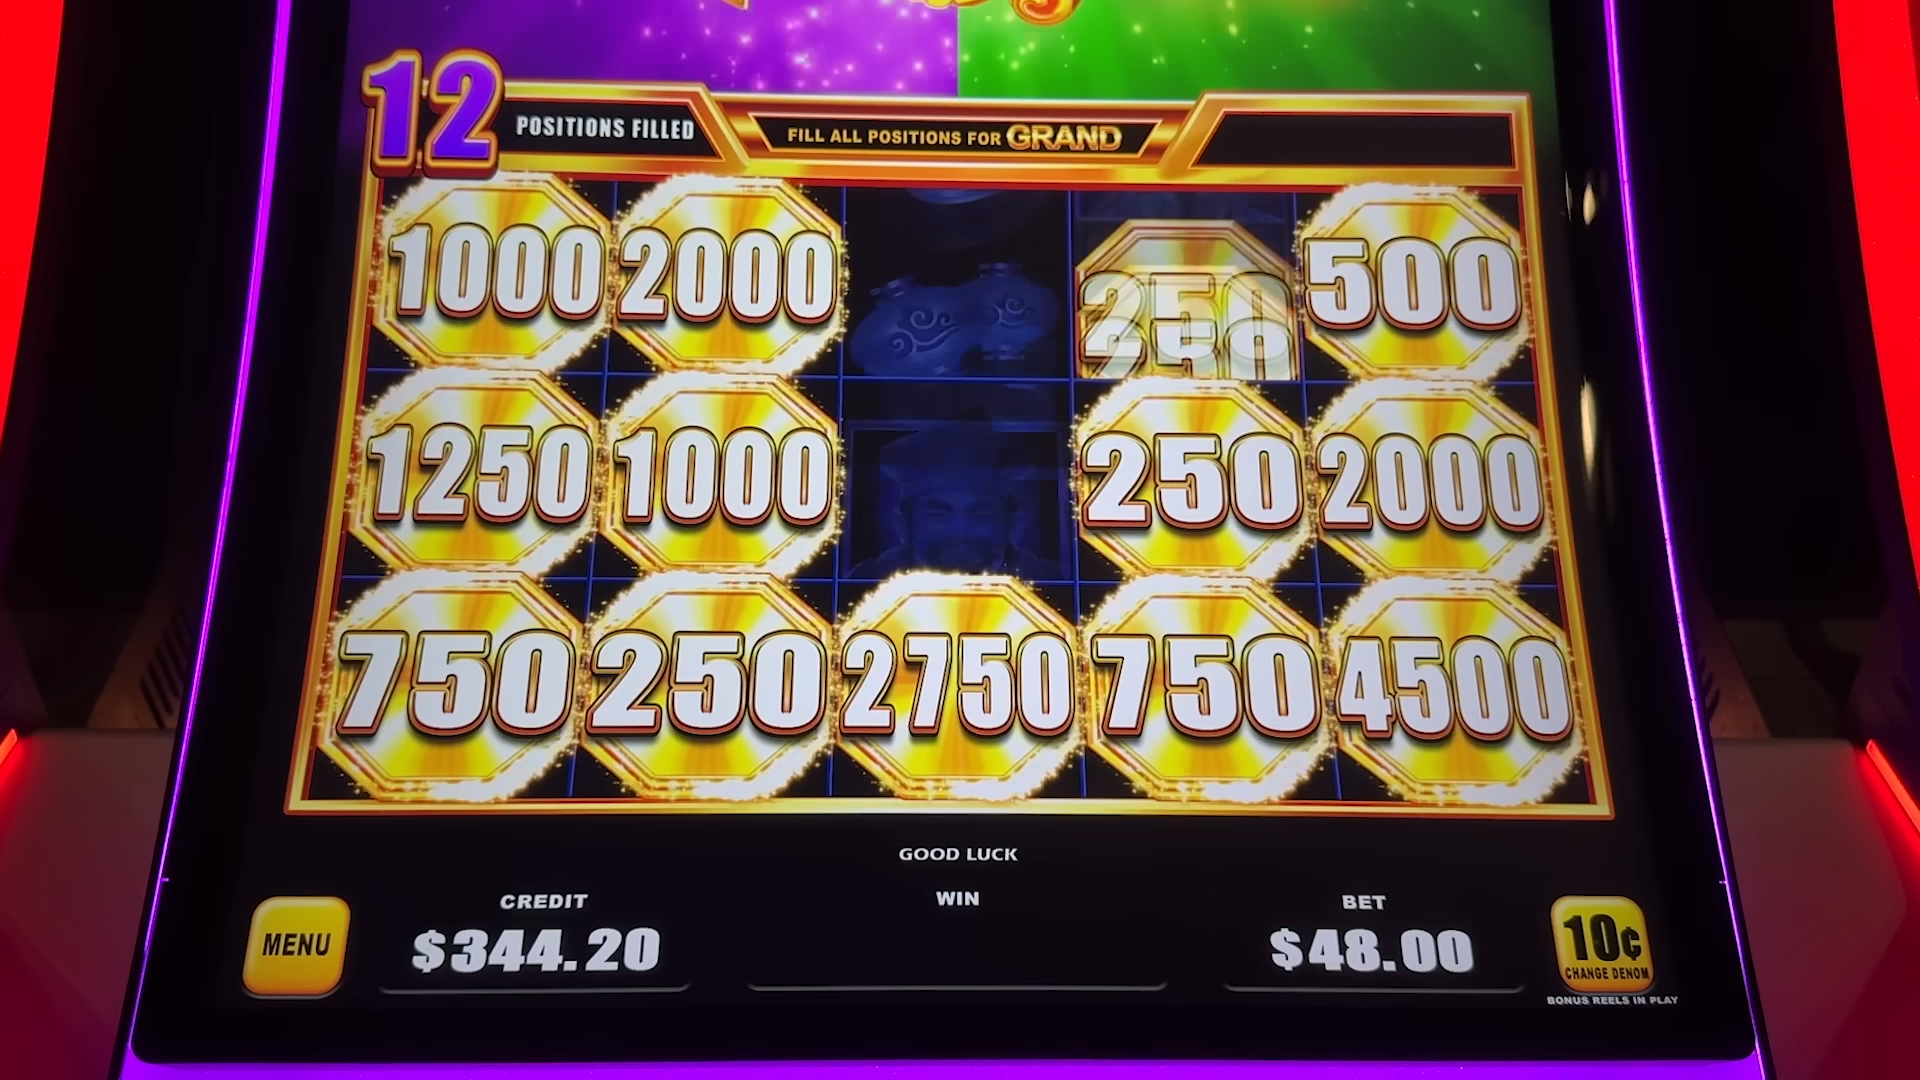 12 POSITIONS FILLED
FILL ALL POSITIONS FOR GRAND
1000 2000 250 500
1250 1000 250 2000
750 250 2750 750 4500
GOOD LUCK
CREDIT WIN BET
MENU $344.20 $48.00 10¢
CHANGE DENOM
BONUS REELS IN PLAY